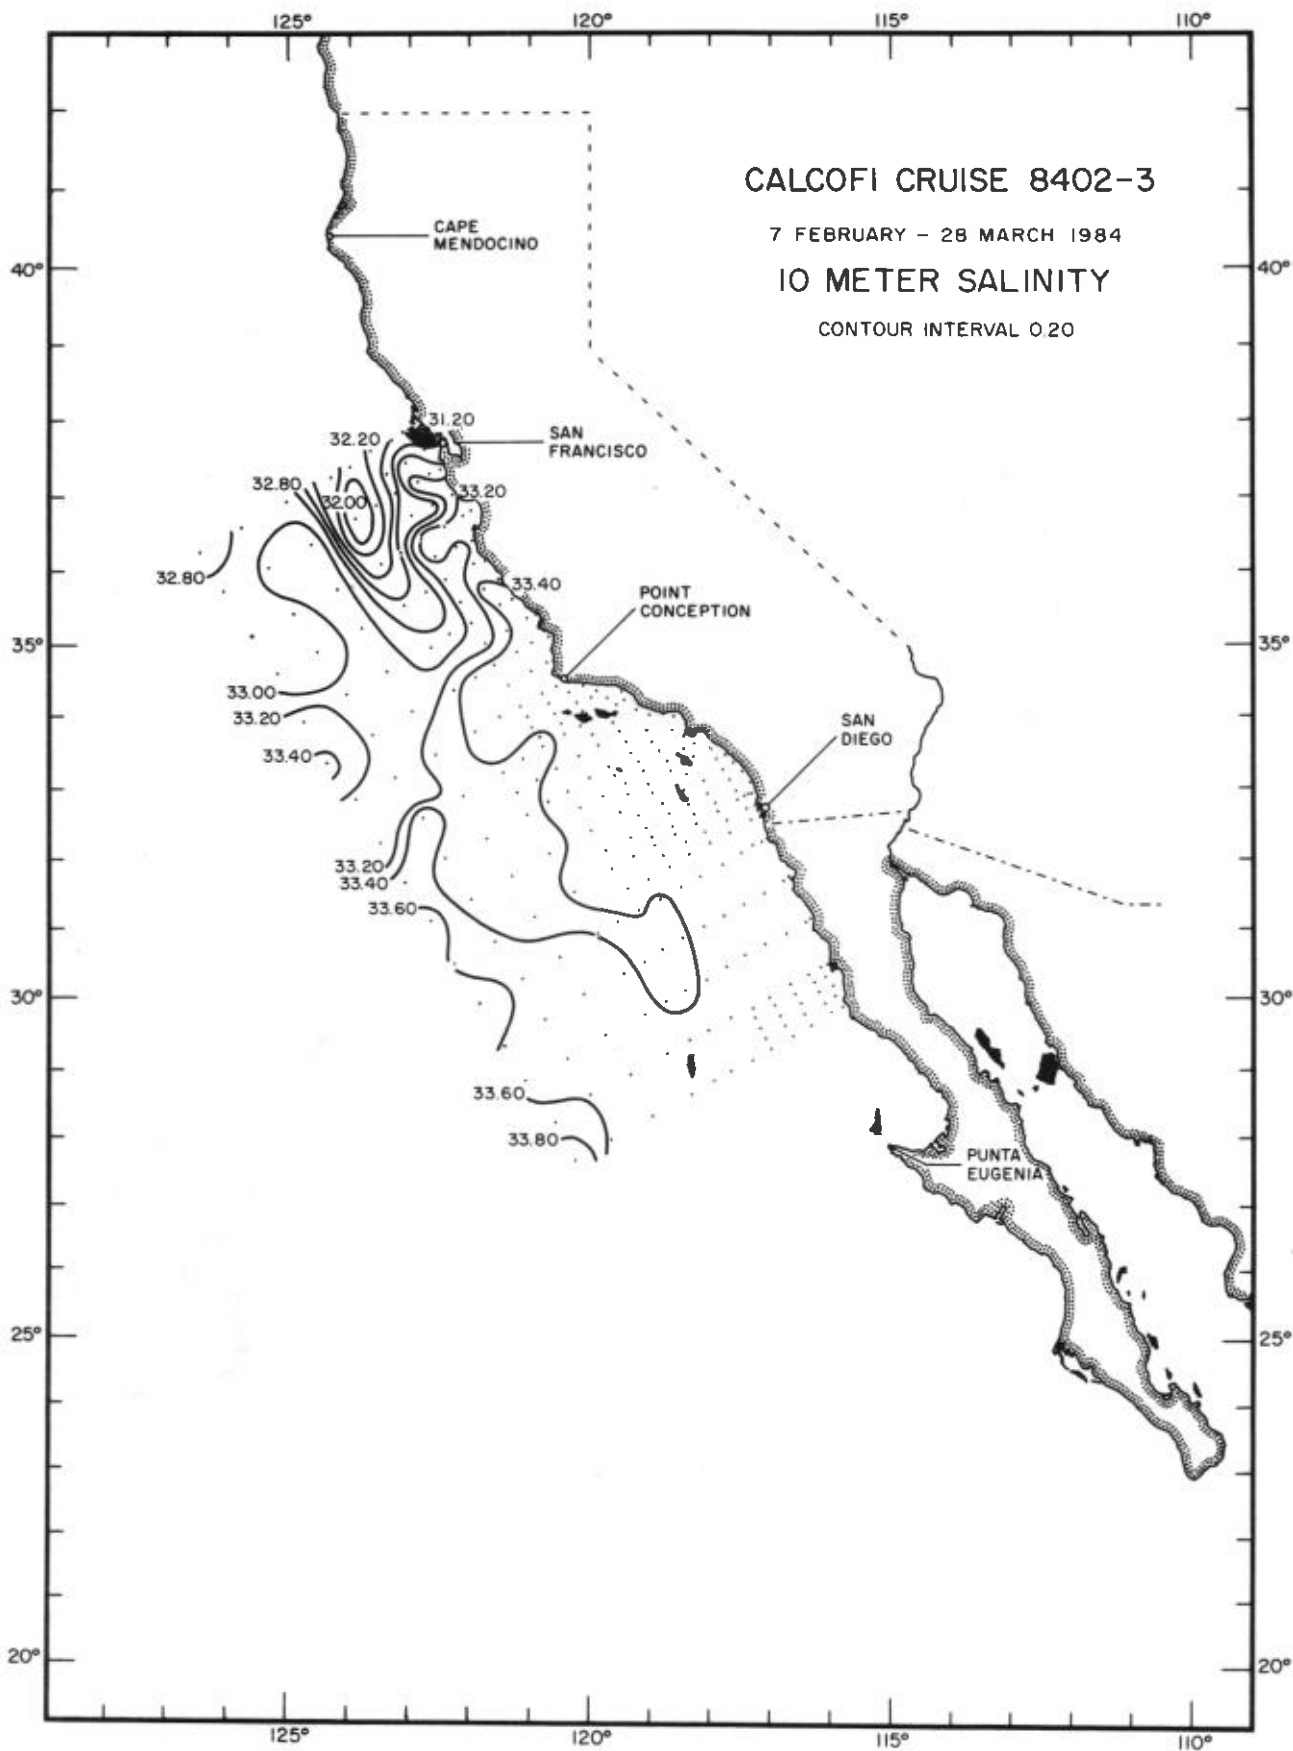 125°
120°
115°
110°
CALCOFI CRUISE 8402-3
7 FEBRUARY - 28 MARCH 1984
10 METER SALINITY
CONTOUR INTERVAL 0.20
CAPE
MENDOCINO
40°
40°
31.20
32.20
SAN
FRANCISCO
32.80
32.00
33.20
32.80
33.40
POINT
CONCEPTION
35°
35°
33.00
33.20
33.40
SAN
DIEGO
33.20
33.40
33.60
30°
30°
33.60
33.80
PUNTA
EUGENIA
25°
25°
20°
20°
125°
120°
115°
110°